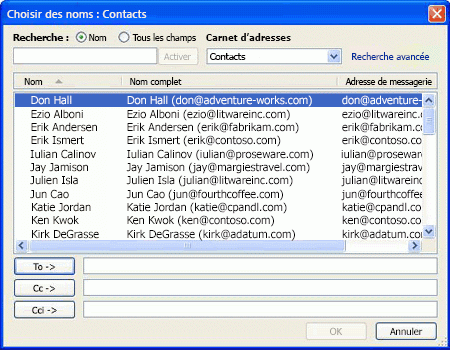 Choisir des noms : Contacts
Recherche : Nom Tous les champs Carnet d'adresses
Activer Contacts Recherche avancée
Nom Nom complet Adresse de messagerie
Don Hall Don Hall (don@adventure-works.com) don@adventure-
Ezio Alboni Ezio Alboni (ezio@litwareinc.com) ezio@litwareinc.c
Erik Andersen Erik Andersen (erik@fabrikam.com) erik@fabrikam.c
Erik Ismert Erik Ismert (erik@contoso.com) erik@contoso.co
Iulian Calinov Iulian Calinov (iulian@proseware.com) iulian@proseware
Jay Jamison Jay Jamison (jay@margiestravel.com) jay@margiestrav
Julien Isla Julien Isla (julian@litwareinc.com) julian@litwareinc
Jun Cao Jun Cao (jun@fourthcoffee.com) jun@fourthcoffe
Katie Jordan Katie Jordan (katie@cpandl.com) katie@cpandl.co
Ken Kwok Ken Kwok (ken@contoso.com) ken@contoso.co
Kirk DeGrasse Kirk DeGrasse (kirk@adatum.com) kirk@adatum.co
To ->
Cc ->
Cci ->
OK Annuler